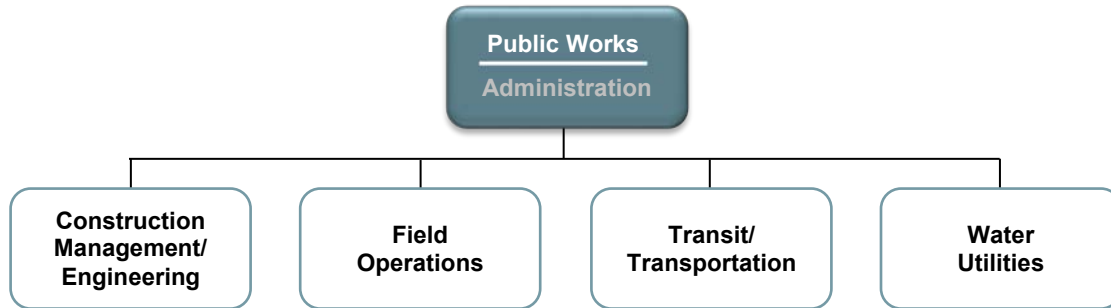 Public Works
Administration
Construction
Management/
Engineering
Field
Operations
Transit/
Transportation
Water
Utilities